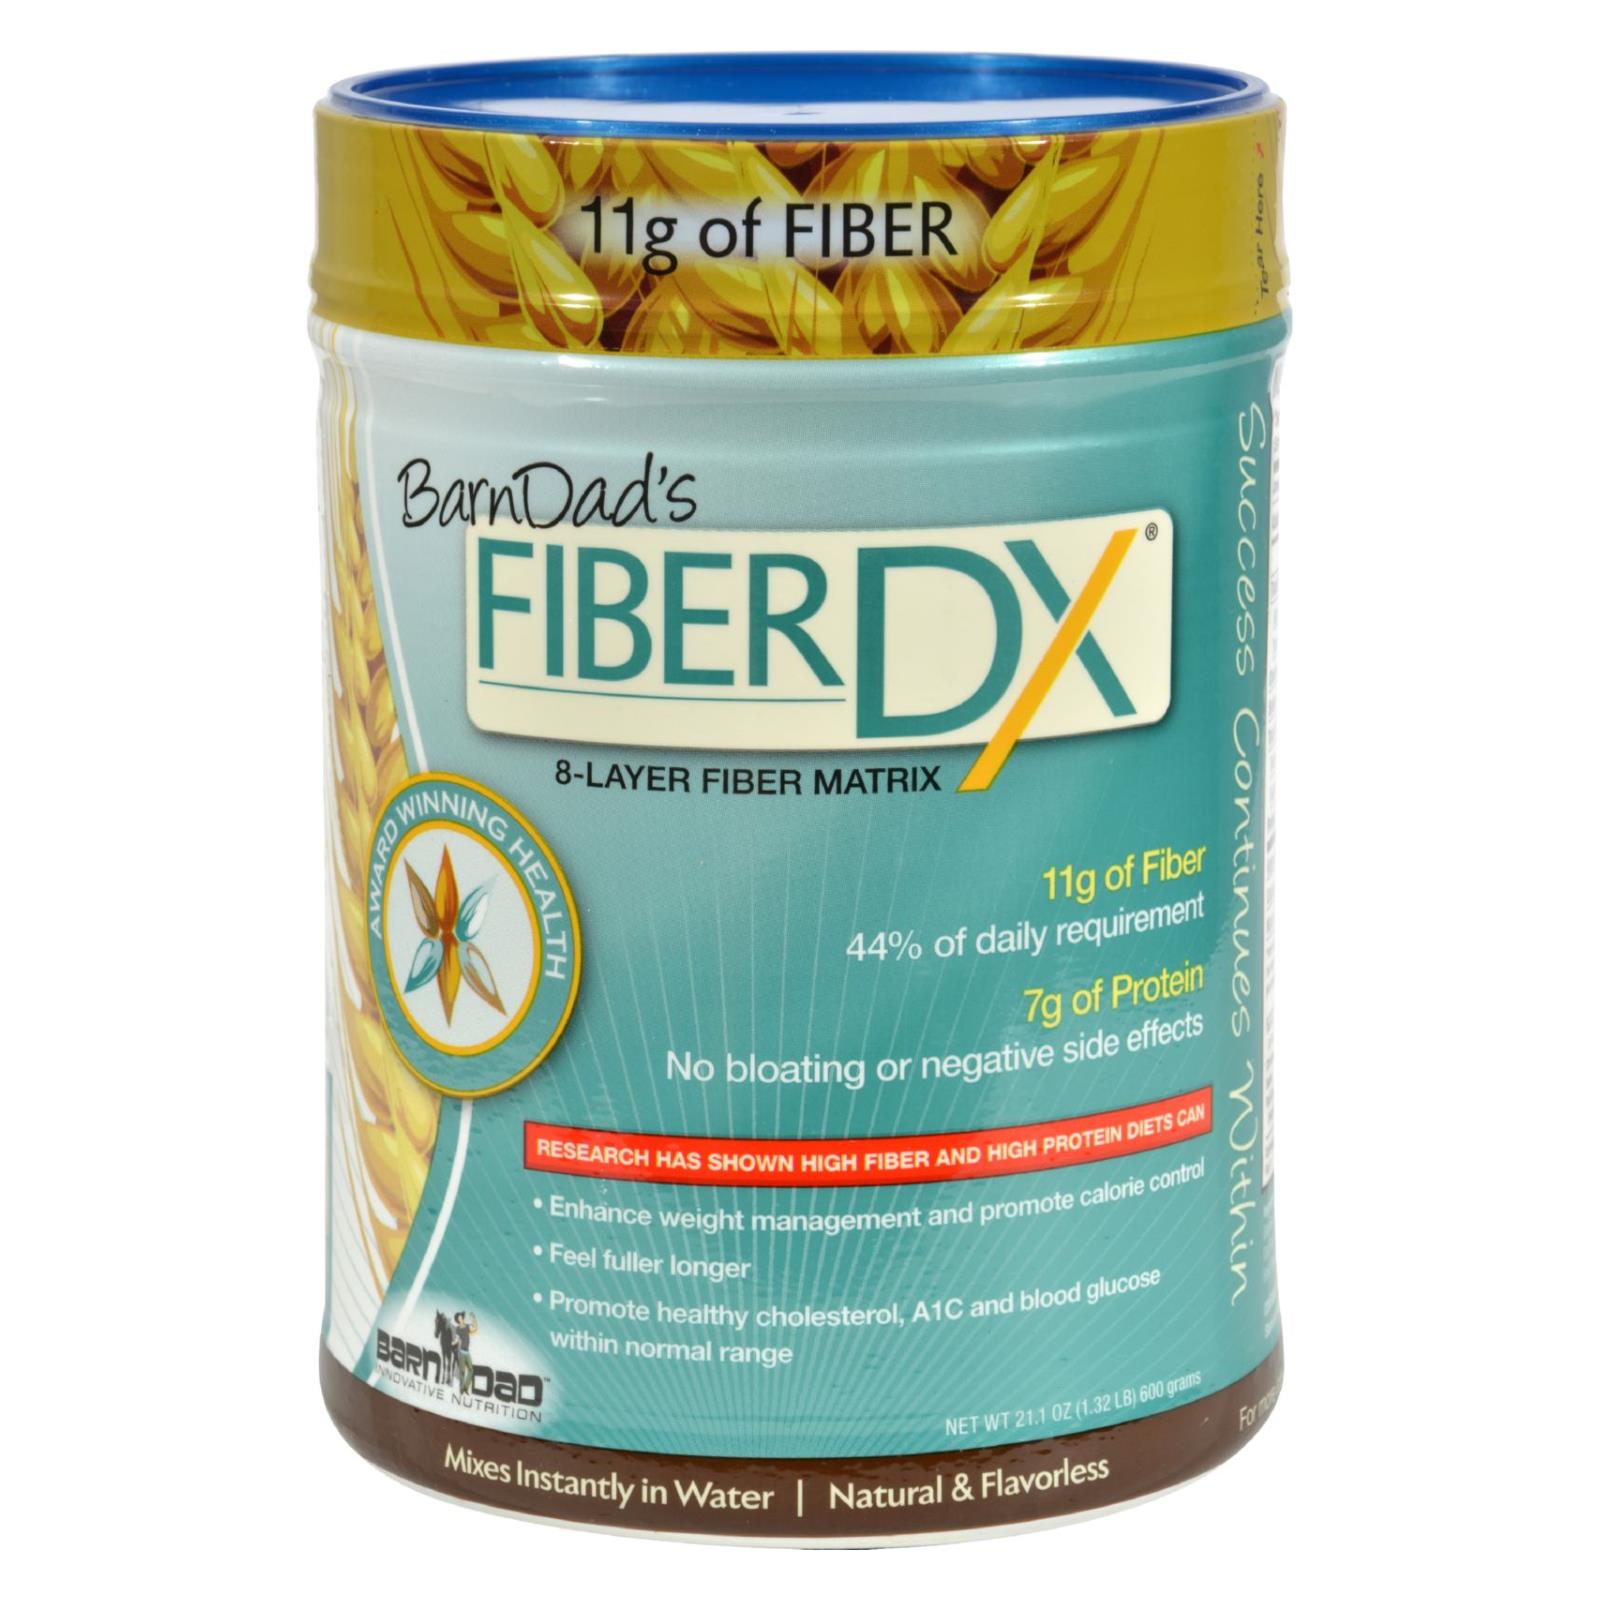 11g of FIBER
Tear Here
BarnDad's
FIBERDX®
8-LAYER FIBER MATRIX
AWARD WINNING HEALTH
11g of Fiber
44% of daily requirement
7g of Protein
No bloating or negative side effects
RESEARCH HAS SHOWN HIGH FIBER AND HIGH PROTEIN DIETS CAN
• Enhance weight management and promote calorie control
• Feel fuller longer
• Promote healthy cholesterol, A1C and blood glucose
within normal range
BARN DAD™
INNOVATIVE NUTRITION
NET WT 21.1 OZ (1.32 LB) 600 grams
Mixes Instantly in Water | Natural & Flavorless
Success Continues Within
For